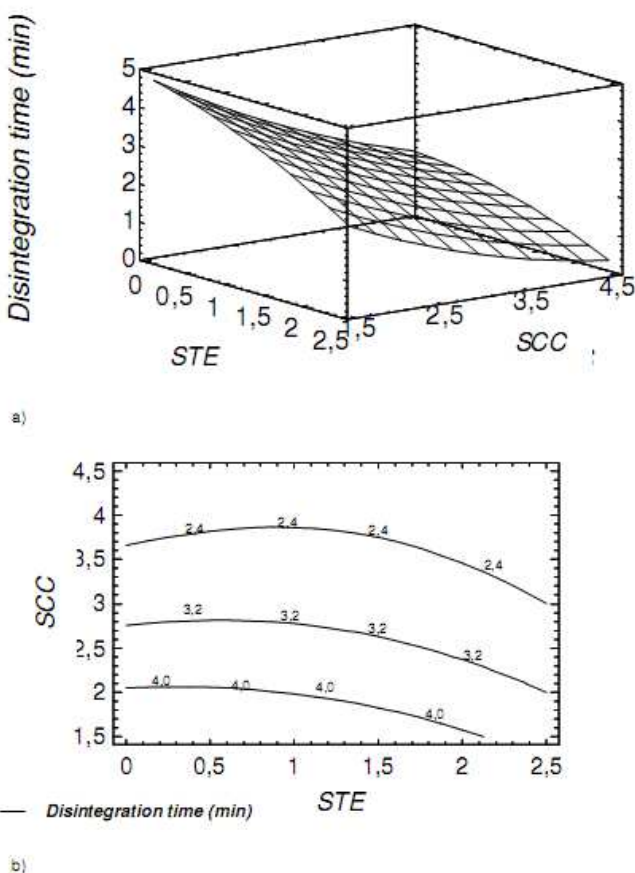 Disintegration time (min)
5
4
3
2
1
0
0 0,5 1 1,5 2 2,5
,5 2,5 3,5 4,5
STE
SCC
a)
4,5
4
3,5
3
2,5
2
1,5
SCC
2,4 2,4 2,4 2,4
3,2 3,2 3,2 3,2
4,0 4,0 4,0 4,0
0 0,5 1 1,5 2 2,5
STE
Disintegration time (min)
b)